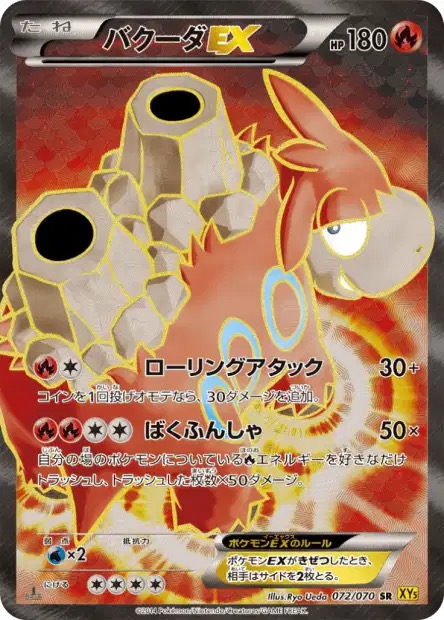 たね バクーダEX HP180
ローリングアタック 30+
コインを1回投げオモテなら、30ダメージを追加。
ばくふんしゃ 50×
自分の場のポケモンについている エネルギーを好きなだけ
トラッシュし、トラッシュした枚数×50ダメージ。
弱点 ×2 抵抗力
にげる
ポケモンEXのルール
ポケモンEXがきぜつしたとき、
相手はサイドを2枚とる。
Illus. Ryo Ueda 072/070 SR XY5
©2014 Pokémon/Nintendo/Creatures/GAME FREAK.